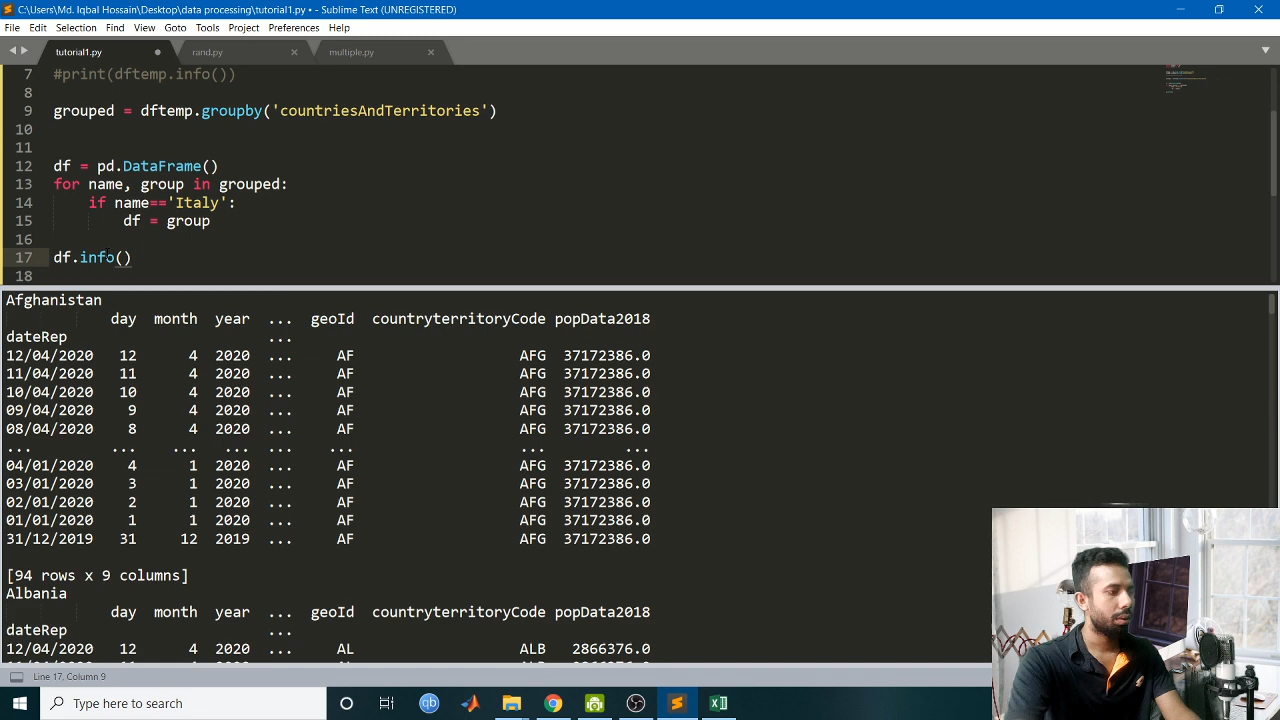 C:\Users\Md. Iqbal Hossain\Desktop\data processing\tutorial1.py • - Sublime Text (UNREGISTERED)
File Edit Selection Find View Goto Tools Project Preferences Help
tutorial1.py rand.py multiple.py
7 #print(dftemp.info())
8
9 grouped = dftemp.groupby('countriesAndTerritories')
10
11
12 df = pd.DataFrame()
13 for name, group in grouped:
14 if name=='Italy':
15 df = group
16
17 df.info()
18
Afghanistan
day month year ... geoId countryterritoryCode popData2018
dateRep ...
12/04/2020 12 4 2020 ... AF AFG 37172386.0
11/04/2020 11 4 2020 ... AF AFG 37172386.0
10/04/2020 10 4 2020 ... AF AFG 37172386.0
09/04/2020 9 4 2020 ... AF AFG 37172386.0
08/04/2020 8 4 2020 ... AF AFG 37172386.0
... ... ... ... ... ... ... ...
04/01/2020 4 1 2020 ... AF AFG 37172386.0
03/01/2020 3 1 2020 ... AF AFG 37172386.0
02/01/2020 2 1 2020 ... AF AFG 37172386.0
01/01/2020 1 1 2020 ... AF AFG 37172386.0
31/12/2019 31 12 2019 ... AF AFG 37172386.0
[94 rows x 9 columns]
Albania
day month year ... geoId countryterritoryCode popData2018
dateRep ...
12/04/2020 12 4 2020 ... AL ALB 2866376.0
Line 17, Column 9
Type here to search